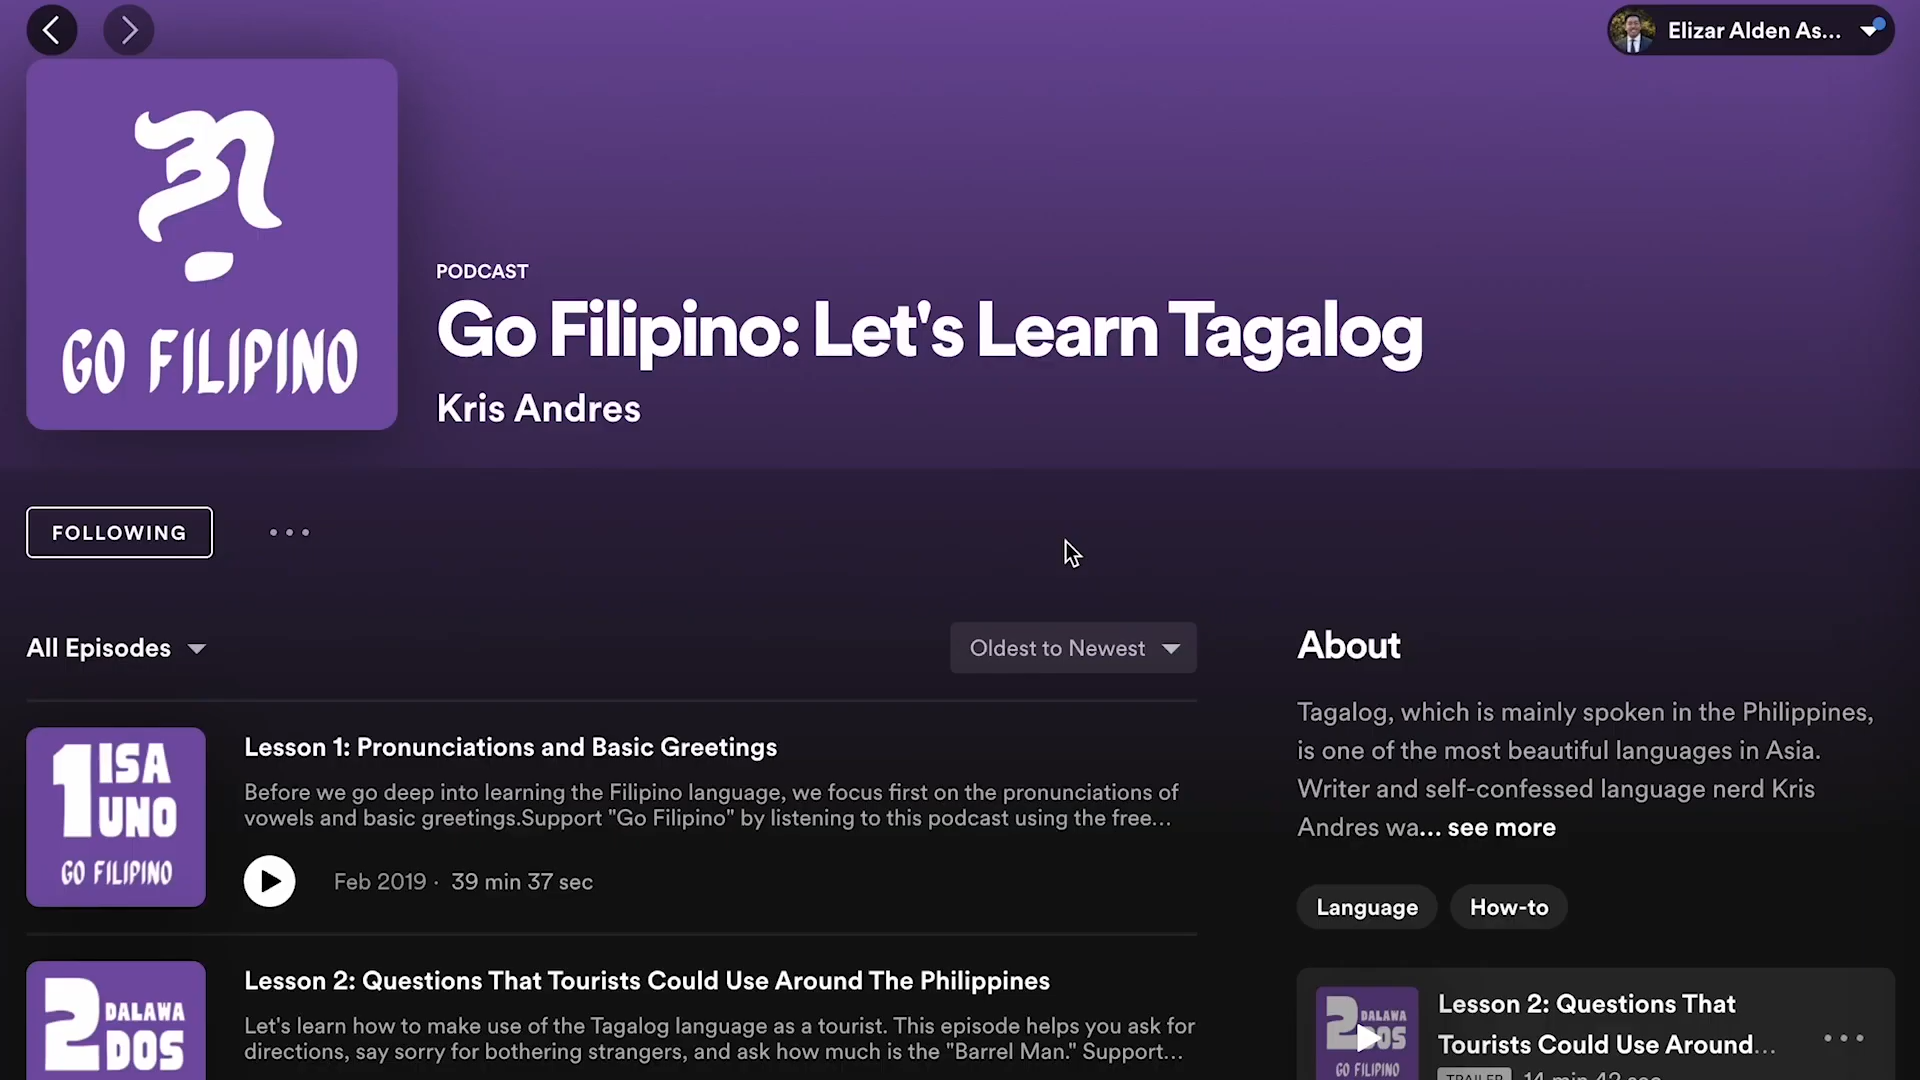 Elizar Alden As...
GO FILIPINO
PODCAST
Go Filipino: Let's Learn Tagalog
Kris Andres
FOLLOWING
All Episodes
Oldest to Newest
1 ISA
UNO
GO FILIPINO
Lesson 1: Pronunciations and Basic Greetings
Before we go deep into learning the Filipino language, we focus first on the pronunciations of
vowels and basic greetings.Support "Go Filipino" by listening to this podcast using the free...
Feb 2019 · 39 min 37 sec
2 DALAWA
DOS
Lesson 2: Questions That Tourists Could Use Around The Philippines
Let's learn how to make use of the Tagalog language as a tourist. This episode helps you ask for
directions, say sorry for bothering strangers, and ask how much is the "Barrel Man." Support...
About
Tagalog, which is mainly spoken in the Philippines,
is one of the most beautiful languages in Asia.
Writer and self-confessed language nerd Kris
Andres wa... see more
Language
How-to
2 DALAWA
DOS
GO FILIPINO
Lesson 2: Questions That
Tourists Could Use Around...
TRAILER 14 min 42 sec